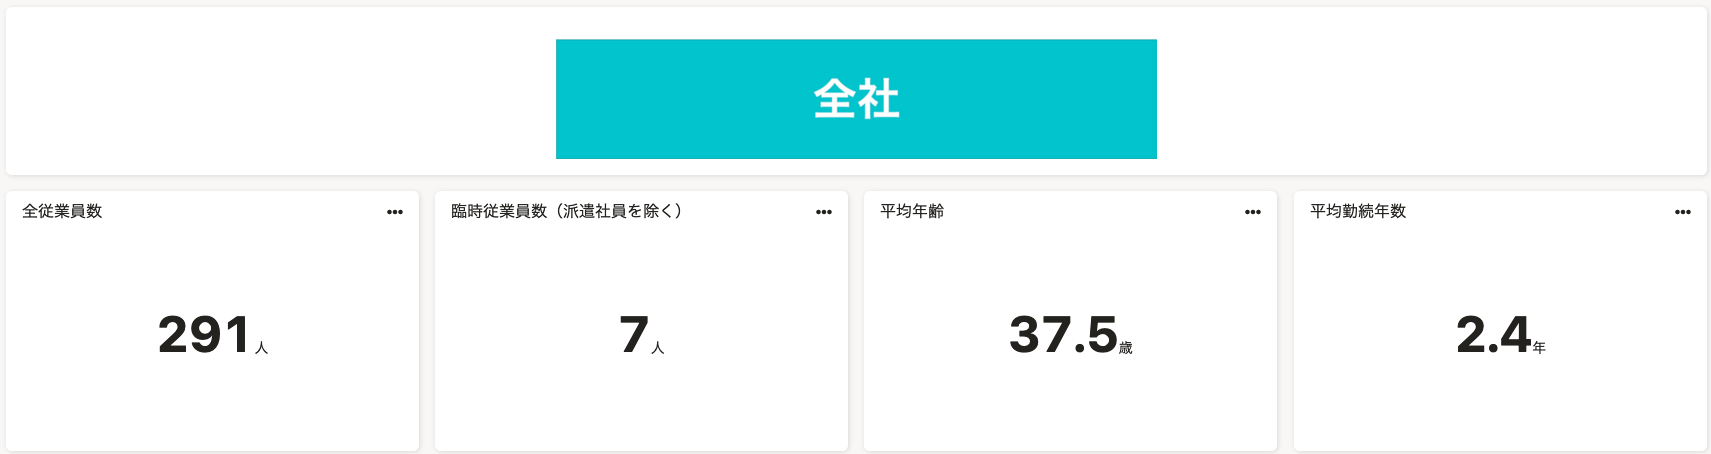 全社
全従業員数
291人
臨時従業員数（派遣社員を除く）
7人
平均年齢
37.5歳
平均勤続年数
2.4年